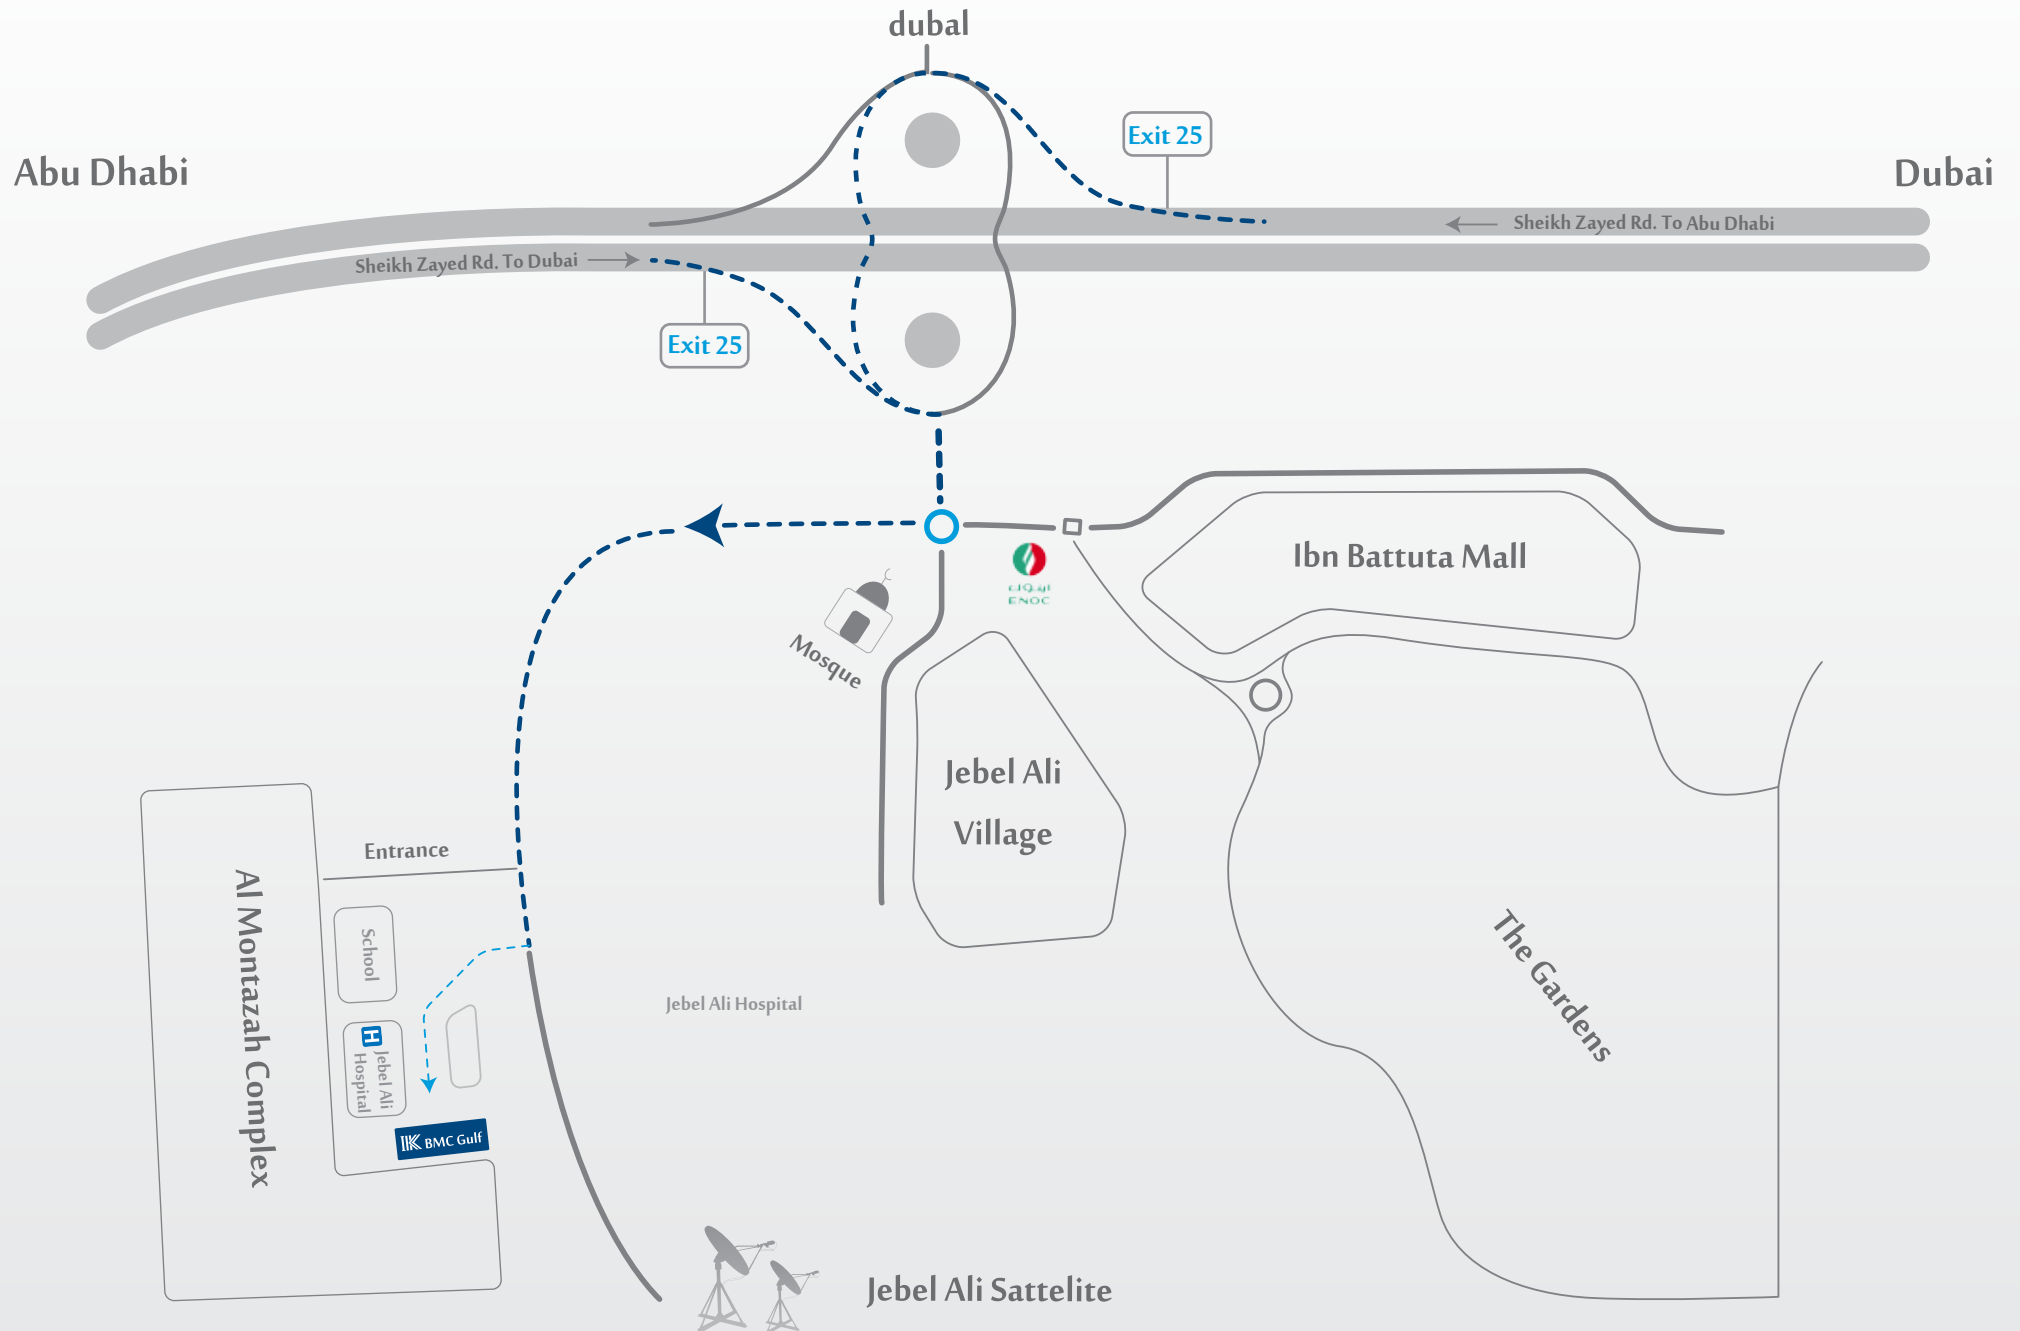 dubal
Exit 25
Abu Dhabi
Dubai
Sheikh Zayed Rd. To Abu Dhabi
Sheikh Zayed Rd. To Dubai
Exit 25
Ibn Battuta Mall
اينوك
ENOC
Mosque
Jebel Ali
Village
Entrance
Al Montazah Complex
School
The Gardens
Jebel Ali Hospital
H
Jebel Ali
Hospital
BMC Gulf
Jebel Ali Sattelite